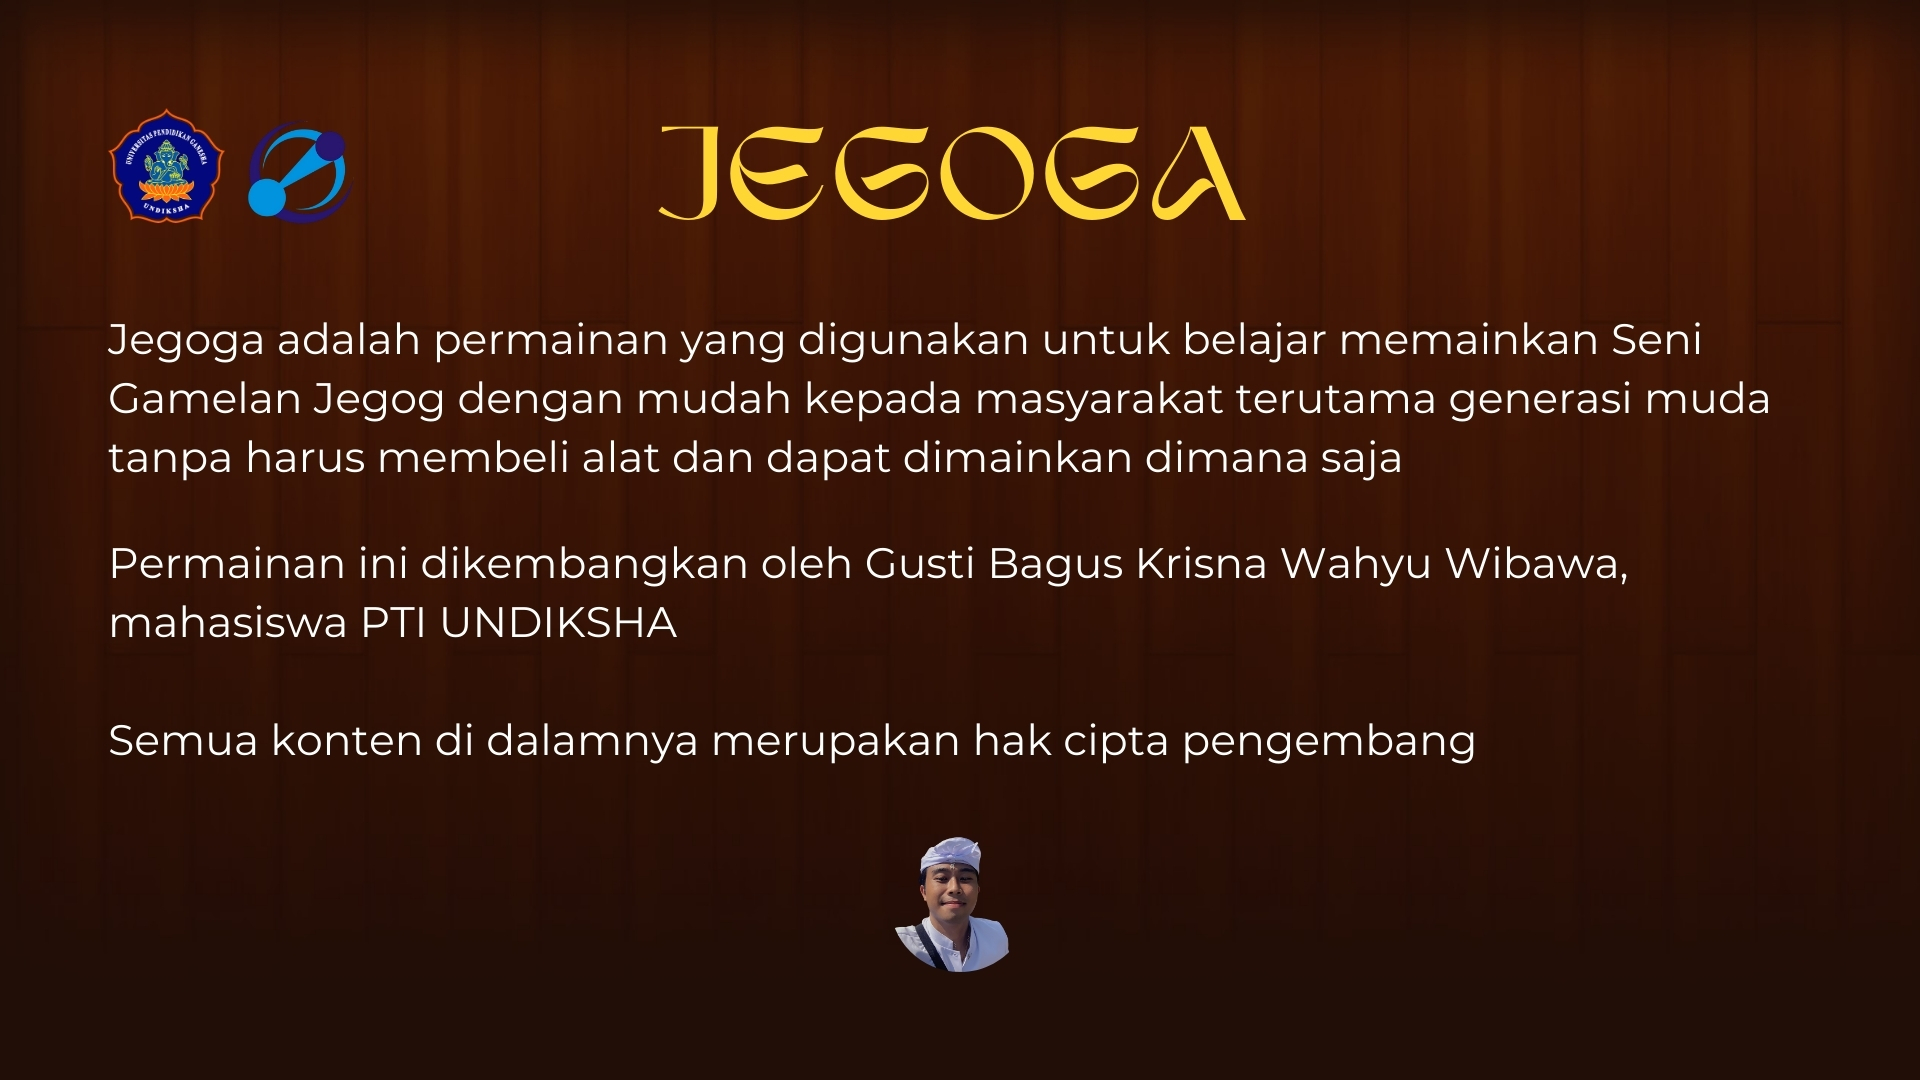 UNIVERSITAS PENDIDIKAN GANESHA
UNDIKSHA
JEGOGA
Jegoga adalah permainan yang digunakan untuk belajar memainkan Seni
Gamelan Jegog dengan mudah kepada masyarakat terutama generasi muda
tanpa harus membeli alat dan dapat dimainkan dimana saja
Permainan ini dikembangkan oleh Gusti Bagus Krisna Wahyu Wibawa,
mahasiswa PTI UNDIKSHA
Semua konten di dalamnya merupakan hak cipta pengembang